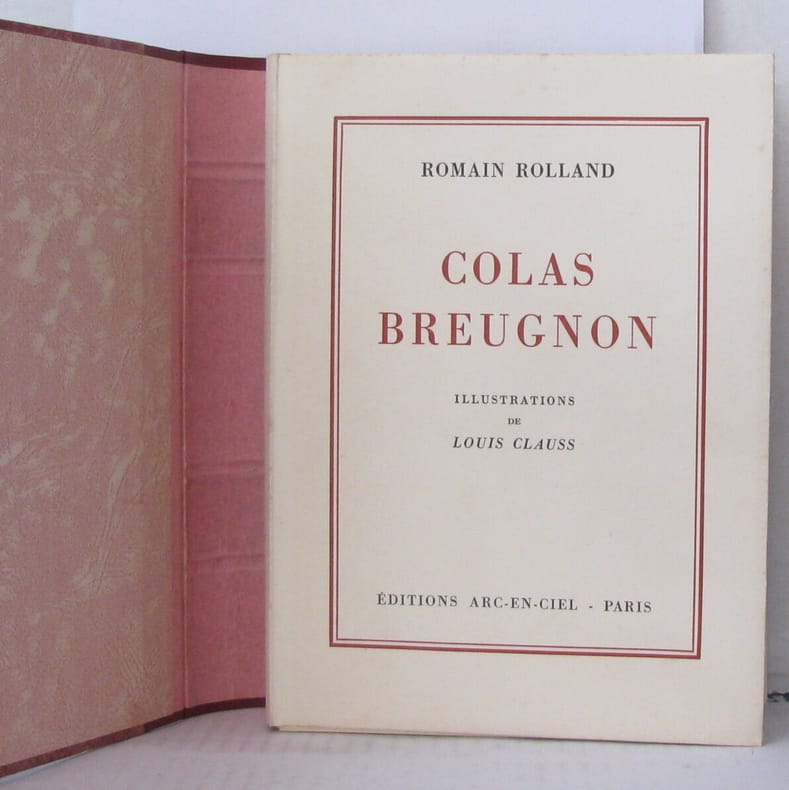 ROMAIN ROLLAND
COLAS
BREUGNON
ILLUSTRATIONS
DE
LOUIS CLAUSS
ÉDITIONS ARC-EN-CIEL - PARIS